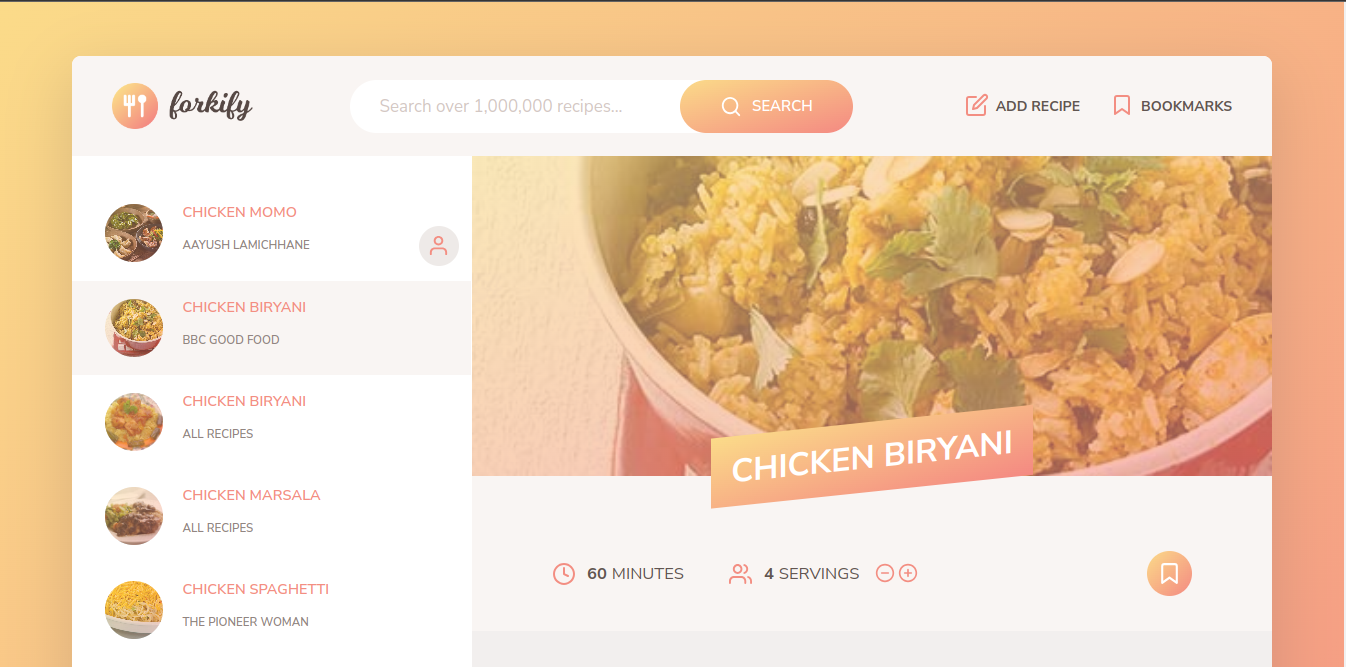 forkify
Search over 1,000,000 recipes...
SEARCH
ADD RECIPE
BOOKMARKS
CHICKEN MOMO
AAYUSH LAMICHHANE
CHICKEN BIRYANI
BBC GOOD FOOD
CHICKEN BIRYANI
ALL RECIPES
CHICKEN MARSALA
ALL RECIPES
CHICKEN SPAGHETTI
THE PIONEER WOMAN
CHICKEN BIRYANI
60 MINUTES
4 SERVINGS